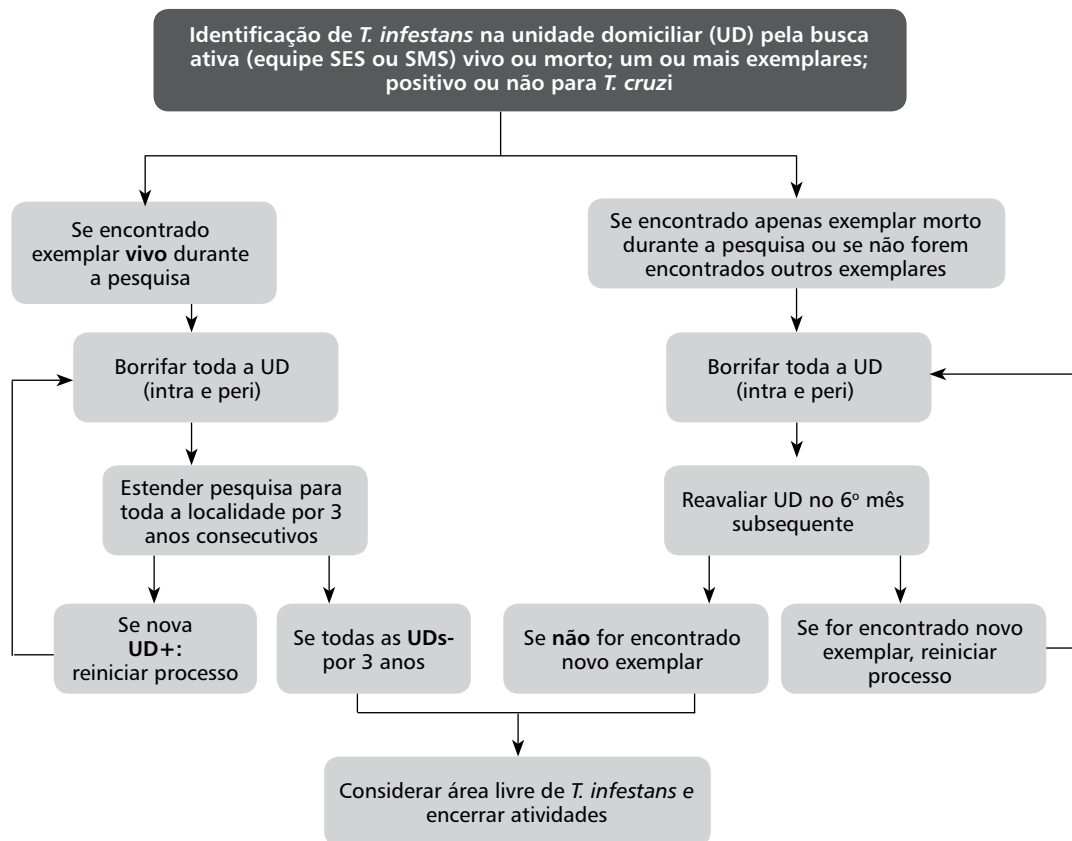 Identificação de T. infestans na unidade domiciliar (UD) pela busca
ativa (equipe SES ou SMS) vivo ou morto; um ou mais exemplares;
positivo ou não para T. cruzi
Se encontrado
exemplar vivo durante
a pesquisa
Se encontrado apenas exemplar morto
durante a pesquisa ou se não forem
encontrados outros exemplares
Borrifar toda a UD
(intra e peri)
Borrifar toda a UD
(intra e peri)
Estender pesquisa para
toda a localidade por 3
anos consecutivos
Reavaliar UD no 6º mês
subsequente
Se nova
UD+:
reiniciar processo
Se todas as UDs-
por 3 anos
Se não for encontrado
novo exemplar
Se for encontrado novo
exemplar, reiniciar
processo
Considerar área livre de T. infestans e
encerrar atividades